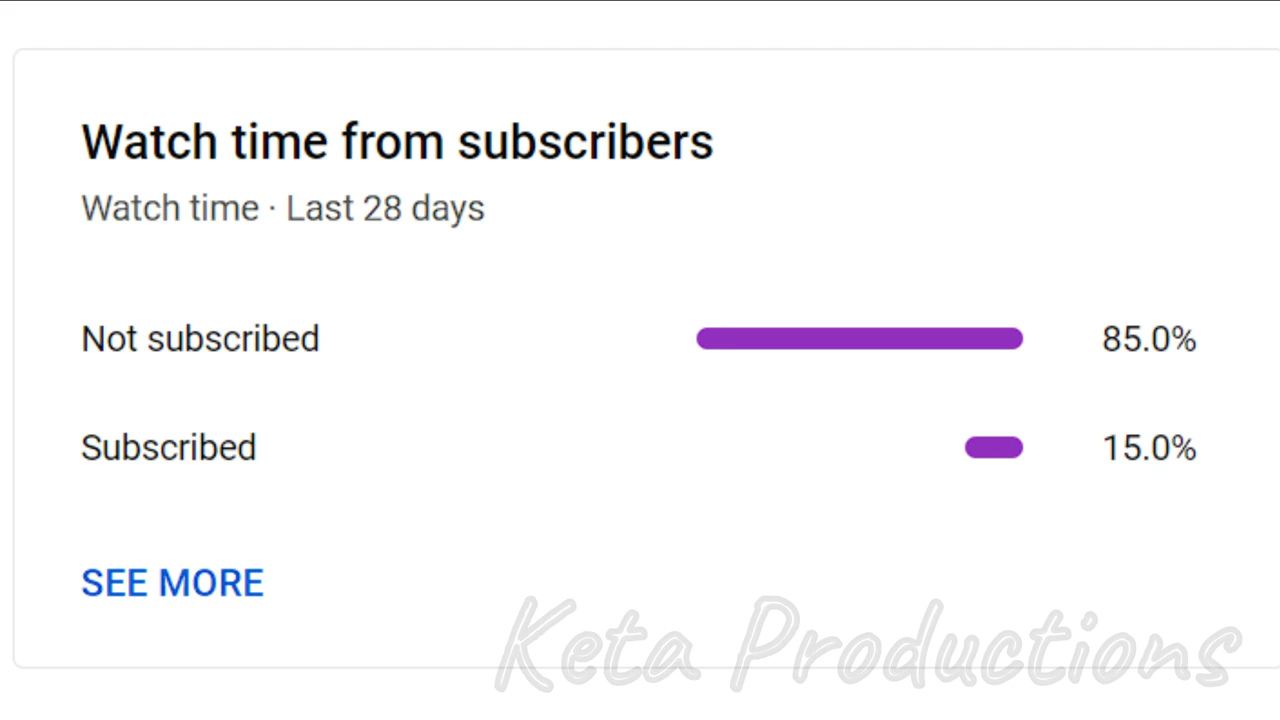 Watch time from subscribers
Watch time · Last 28 days
Not subscribed 85.0%
Subscribed 15.0%
SEE MORE
Keta Productions